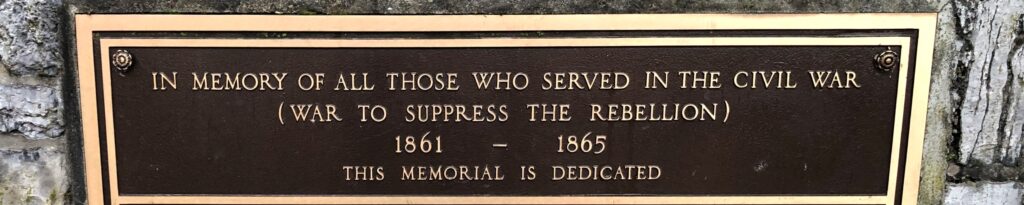 IN MEMORY OF ALL THOSE WHO SERVED IN THE CIVIL WAR
(WAR TO SUPPRESS THE REBELLION)
1861 – 1865
THIS MEMORIAL IS DEDICATED